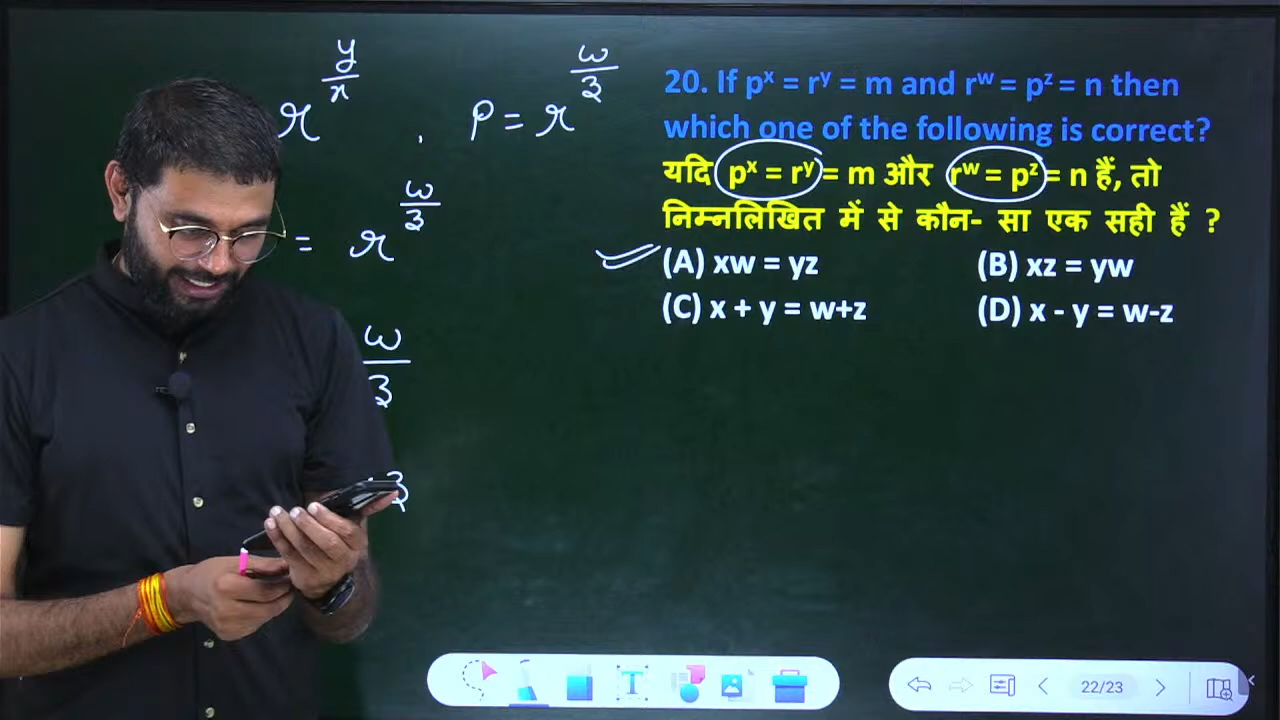 r^(y/x) , P = r^(w/z)
= r^(w/z)
w/z
z
20. If pˣ = rʸ = m and rʷ = pᶻ = n then
which one of the following is correct?
यदि pˣ = rʸ = m और rʷ = pᶻ = n हैं, तो
निम्नलिखित में से कौन- सा एक सही हैं ?
(A) xw = yz (B) xz = yw
(C) x + y = w+z (D) x - y = w-z
T
22/23